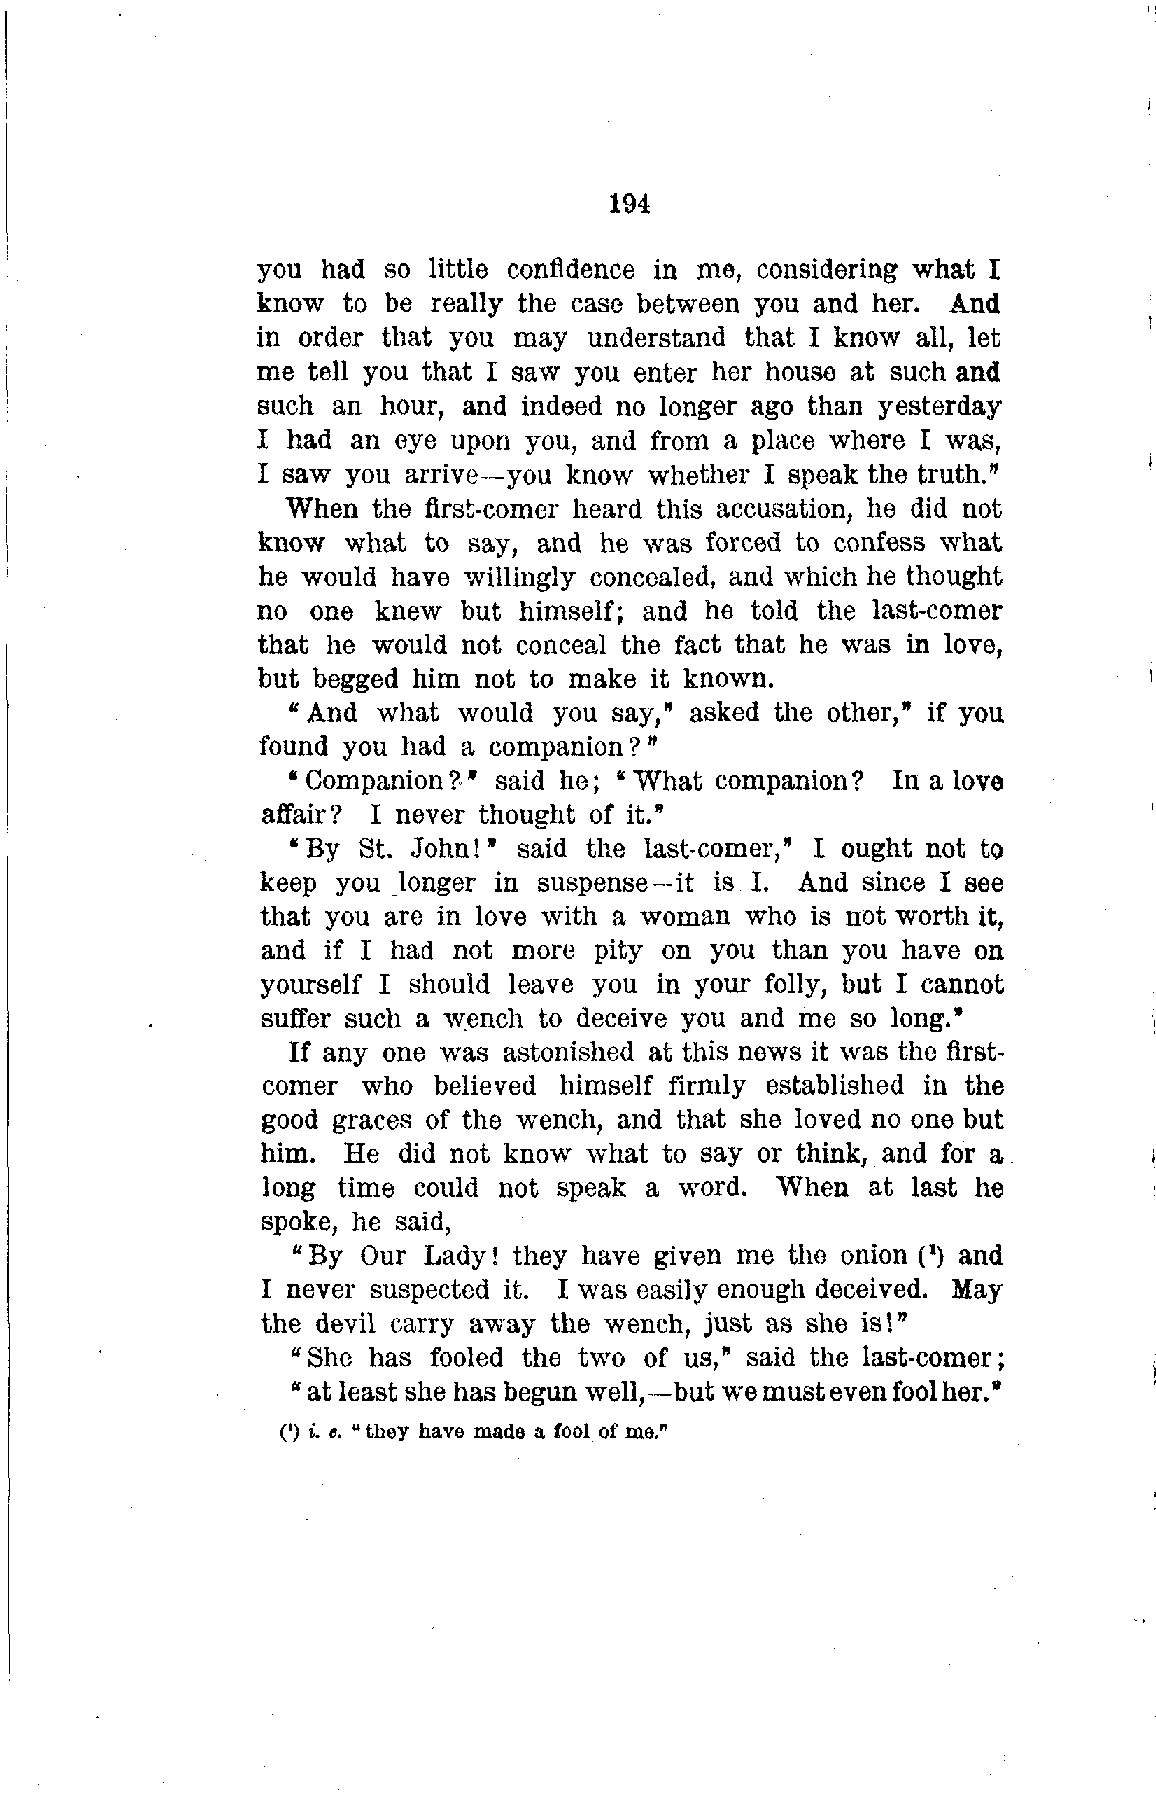 194
you had so little confidence in me, considering what I
know to be really the case between you and her. And
in order that you may understand that I know all, let
me tell you that I saw you enter her house at such and
such an hour, and indeed no longer ago than yesterday
I had an eye upon you, and from a place where I was,
I saw you arrive—you know whether I speak the truth."
When the first-comer heard this accusation, he did not
know what to say, and he was forced to confess what
he would have willingly concealed, and which he thought
no one knew but himself; and he told the last-comer
that he would not conceal the fact that he was in love,
but begged him not to make it known.
"And what would you say," asked the other," if you
found you had a companion?"
"Companion?" said he; "What companion? In a love
affair? I never thought of it."
"By St. John!" said the last-comer," I ought not to
keep you longer in suspense—it is I. And since I see
that you are in love with a woman who is not worth it,
and if I had not more pity on you than you have on
yourself I should leave you in your folly, but I cannot
suffer such a wench to deceive you and me so long."
If any one was astonished at this news it was the first-
comer who believed himself firmly established in the
good graces of the wench, and that she loved no one but
him. He did not know what to say or think, and for a
long time could not speak a word. When at last he
spoke, he said,
"By Our Lady! they have given me the onion (¹) and
I never suspected it. I was easily enough deceived. May
the devil carry away the wench, just as she is!"
"She has fooled the two of us," said the last-comer;
"at least she has begun well,—but we must even fool her."
(¹) i. e. "they have made a fool of me."